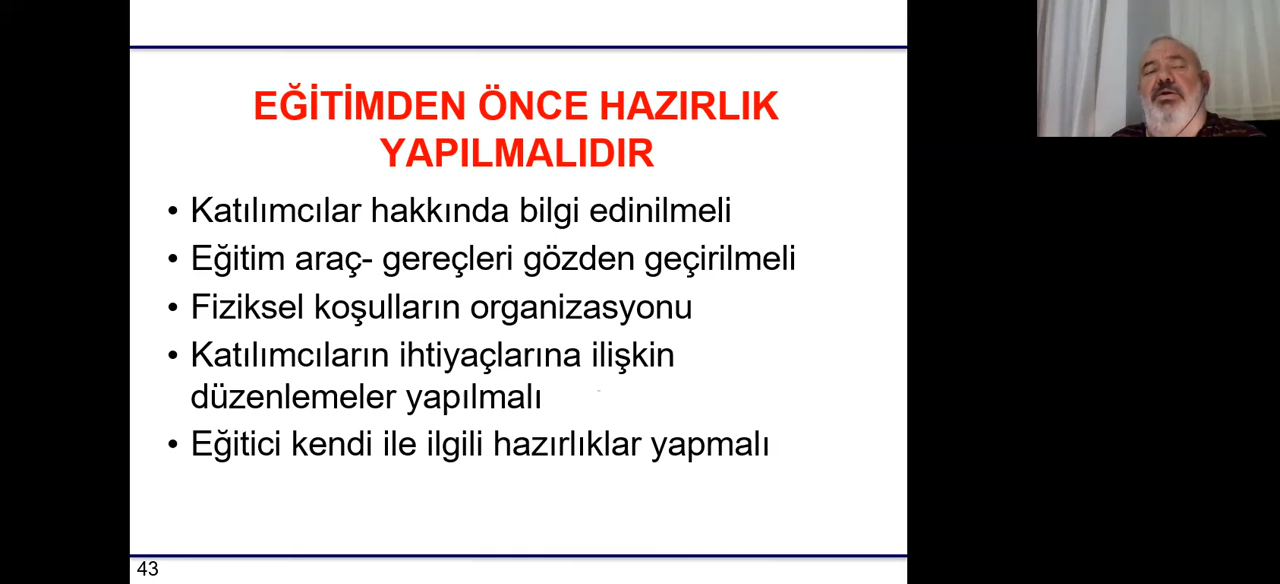 EĞİTİMDEN ÖNCE HAZIRLIK
YAPILMALIDIR
• Katılımcılar hakkında bilgi edinilmeli
• Eğitim araç- gereçleri gözden geçirilmeli
• Fiziksel koşulların organizasyonu
• Katılımcıların ihtiyaçlarına ilişkin
düzenlemeler yapılmalı
• Eğitici kendi ile ilgili hazırlıklar yapmalı
43